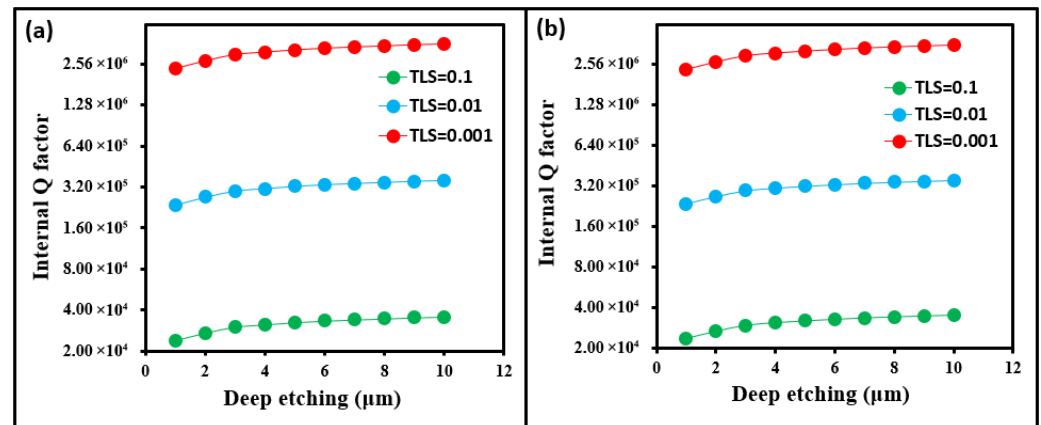 (a)
Internal Q factor
2.56 ×10⁶
1.28 ×10⁶
6.40 ×10⁵
3.20 ×10⁵
1.60 ×10⁵
8.00 ×10⁴
4.00 ×10⁴
2.00 ×10⁴
TLS=0.1
TLS=0.01
TLS=0.001
0 2 4 6 8 10 12
Deep etching (μm)
(b)
Internal Q factor
2.56 ×10⁶
1.28 ×10⁶
6.40 ×10⁵
3.20 ×10⁵
1.60 ×10⁵
8.00 ×10⁴
4.00 ×10⁴
2.00 ×10⁴
TLS=0.1
TLS=0.01
TLS=0.001
0 2 4 6 8 10 12
Deep etching (μm)